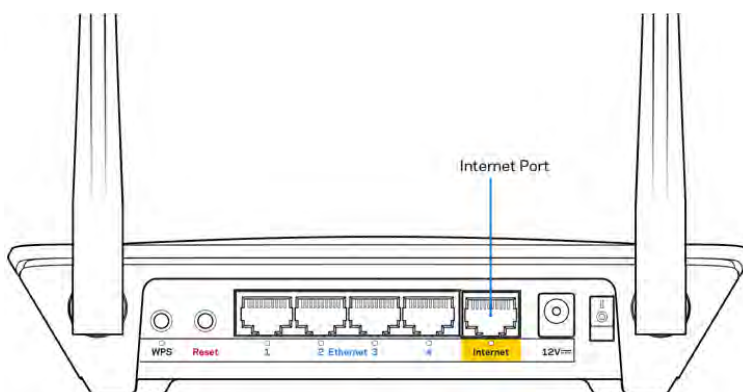 Internet Port
WPS Reset 1 2 Ethernet 3 4 Internet 12V⎓